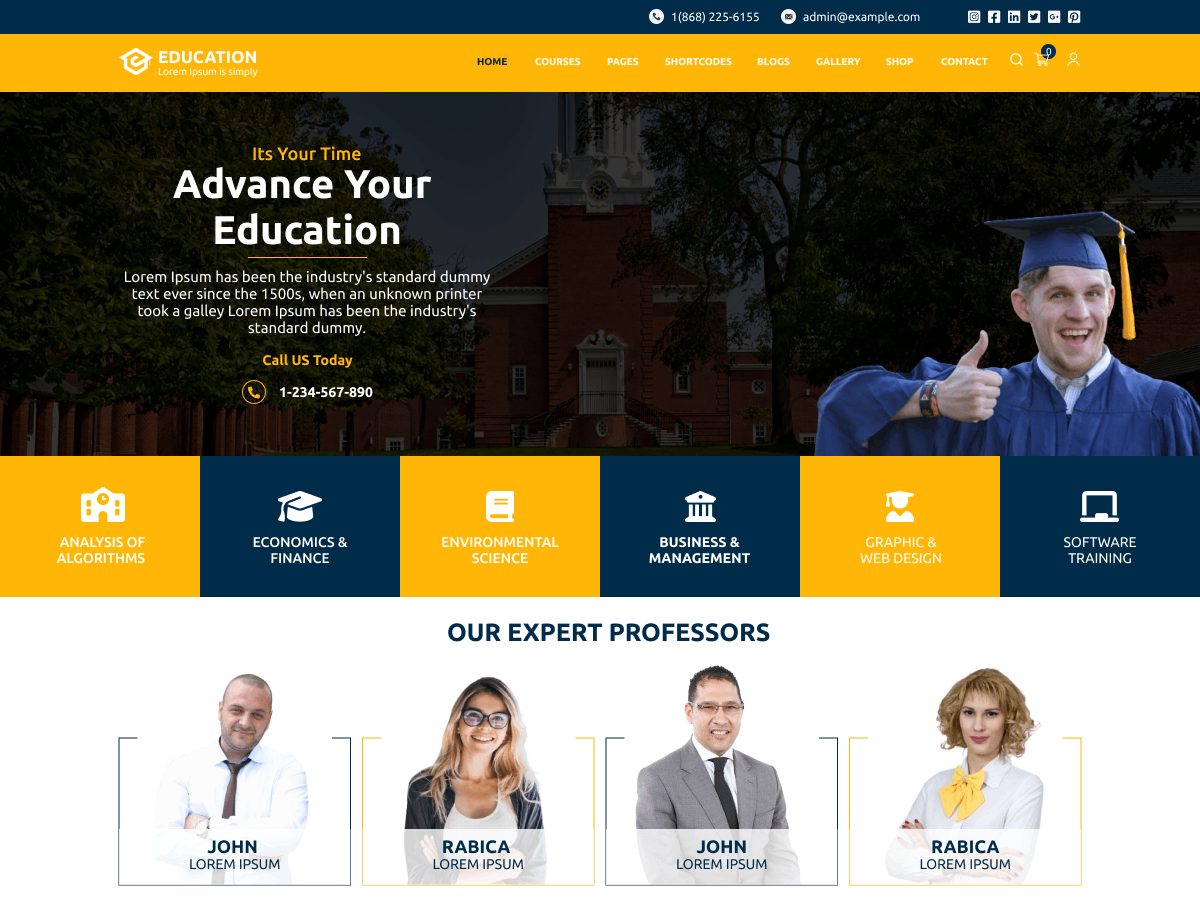 1(868) 225-6155 admin@example.com
EDUCATION
Lorem Ipsum is simply
HOME COURSES PAGES SHORTCODES BLOGS GALLERY SHOP CONTACT 0
Its Your Time
Advance Your
Education
Lorem Ipsum has been the industry's standard dummy
text ever since the 1500s, when an unknown printer
took a galley Lorem Ipsum has been the industry's
standard dummy.
Call US Today
1-234-567-890
ANALYSIS OF
ALGORITHMS
ECONOMICS &
FINANCE
ENVIRONMENTAL
SCIENCE
BUSINESS &
MANAGEMENT
GRAPHIC &
WEB DESIGN
SOFTWARE
TRAINING
OUR EXPERT PROFESSORS
JOHN
LOREM IPSUM
RABICA
LOREM IPSUM
JOHN
LOREM IPSUM
RABICA
LOREM IPSUM